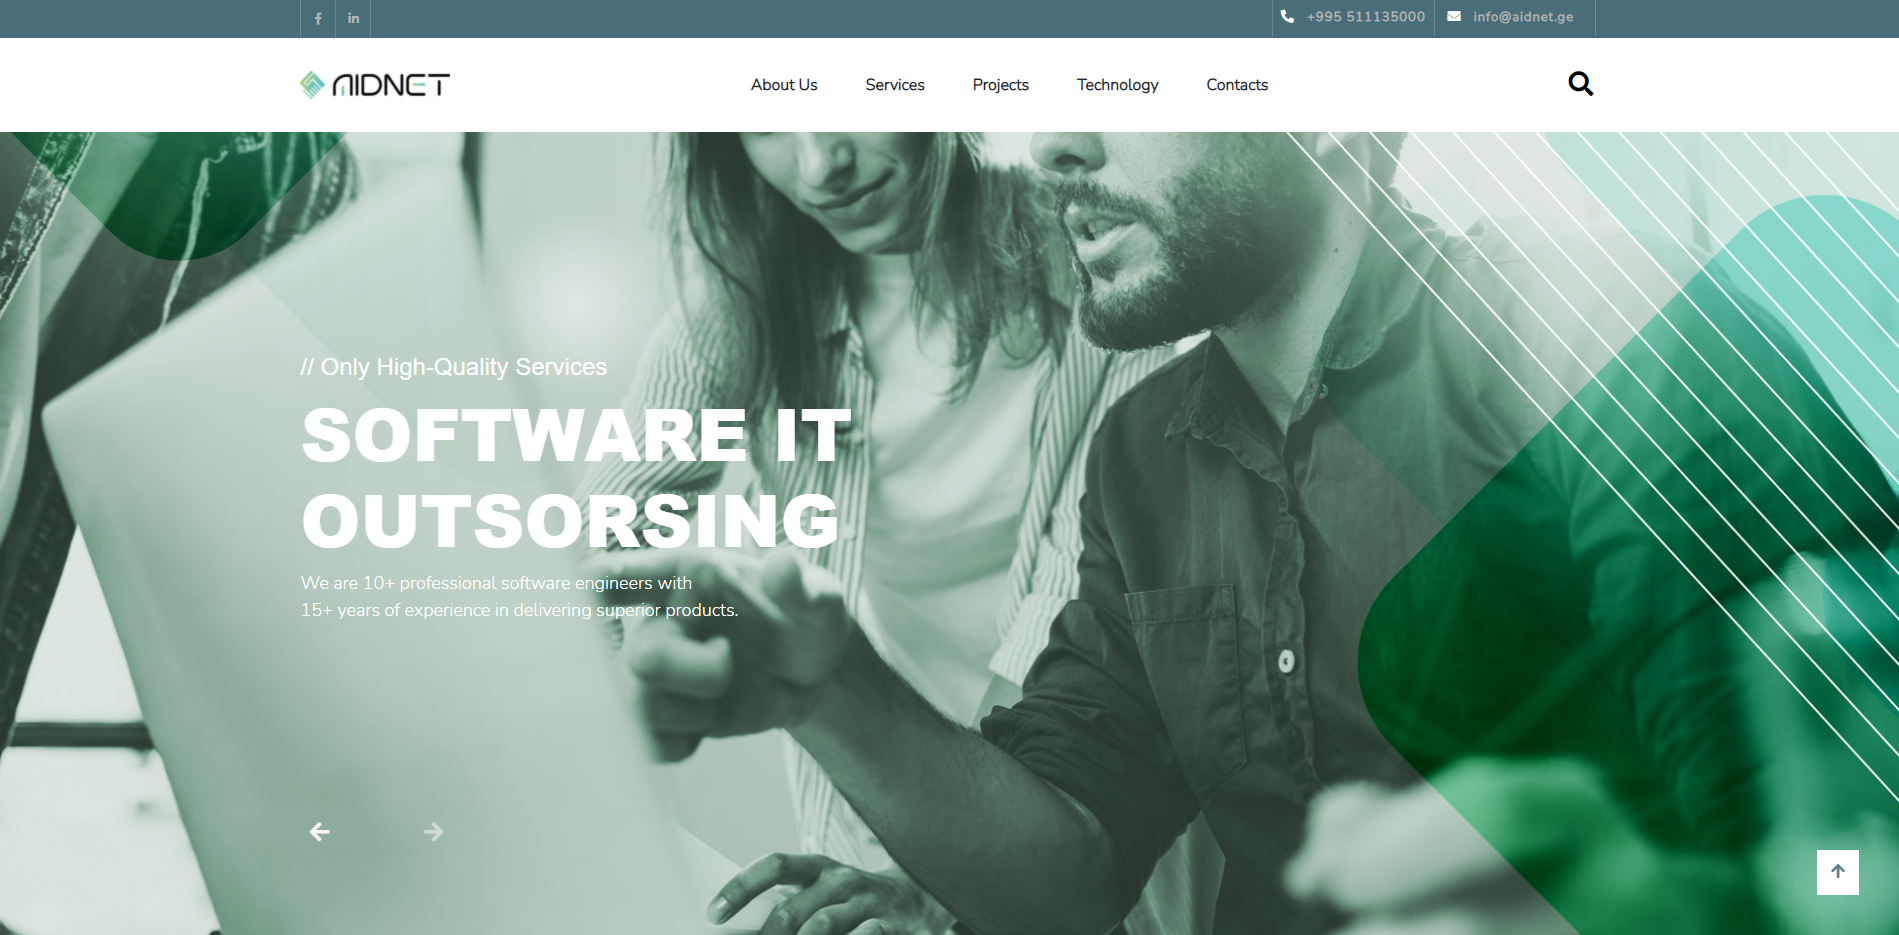 +995 511135000
info@aidnet.ge
AIDNET
About Us
Services
Projects
Technology
Contacts
// Only High-Quality Services
SOFTWARE IT
OUTSORSING
We are 10+ professional software engineers with
15+ years of experience in delivering superior products.